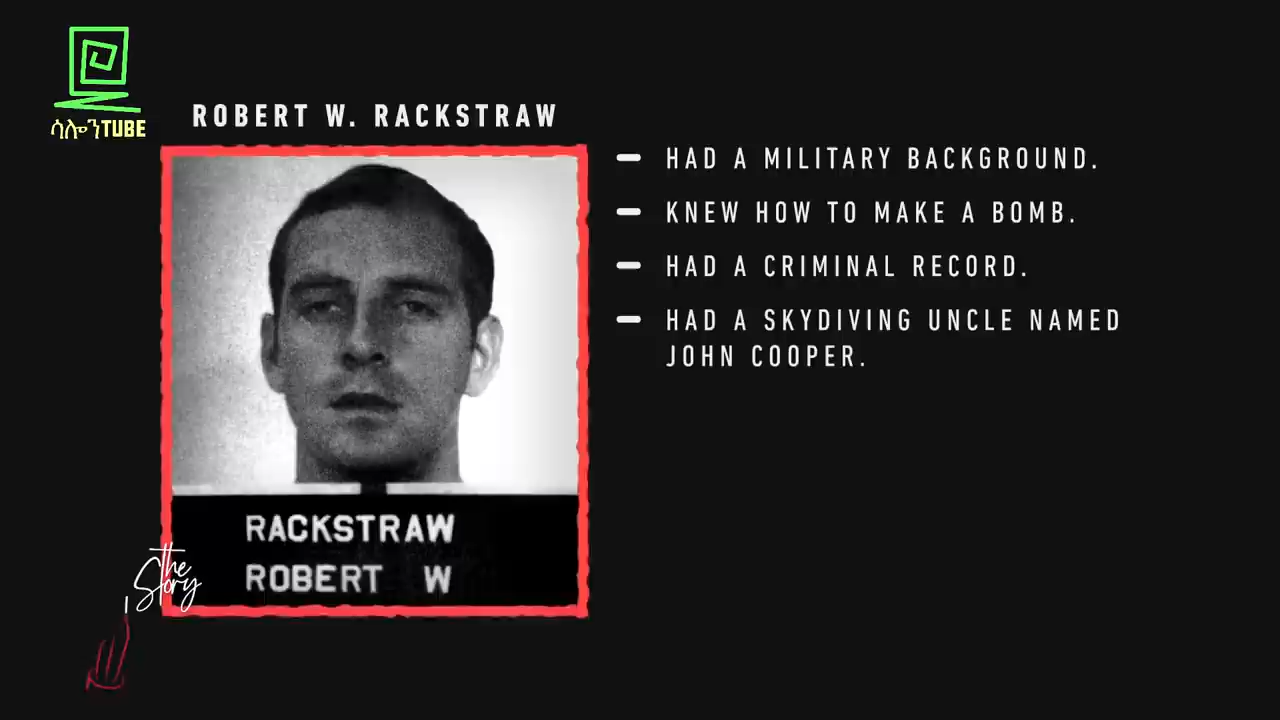 ሳሎንTUBE
ROBERT W. RACKSTRAW
HAD A MILITARY BACKGROUND.
KNEW HOW TO MAKE A BOMB.
HAD A CRIMINAL RECORD.
HAD A SKYDIVING UNCLE NAMED
JOHN COOPER.
RACKSTRAW
ROBERT W
the
Story